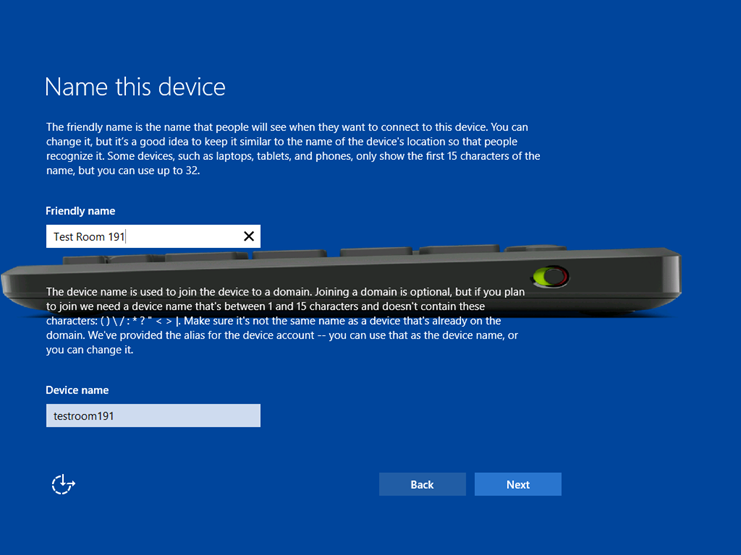 Name this device
The friendly name is the name that people will see when they want to connect to this device. You can
change it, but it's a good idea to keep it similar to the name of the device's location so that people
recognize it. Some devices, such as laptops, tablets, and phones, only show the first 15 characters of the
name, but you can use up to 32.
Friendly name
Test Room 191
The device name is used to join the device to a domain. Joining a domain is optional, but if you plan
to join we need a device name that's between 1 and 15 characters and doesn't contain these
characters: ( ) \ / : * ? " < > |. Make sure it's not the same name as a device that's already on the
domain. We've provided the alias for the device account -- you can use that as the device name, or
you can change it.
Device name
testroom191
Back
Next